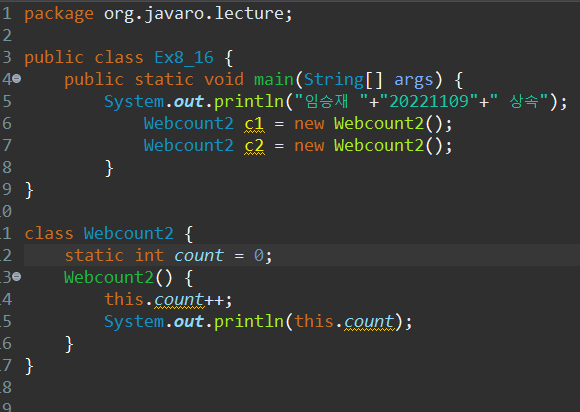 1 package org.javaro.lecture;
2
3 public class Ex8_16 {
4 public static void main(String[] args) {
5 System.out.println("임승재 "+"20221109"+" 상속");
6 Webcount2 c1 = new Webcount2();
7 Webcount2 c2 = new Webcount2();
8 }
9 }
0
1 class Webcount2 {
2 static int count = 0;
3 Webcount2() {
4 this.count++;
5 System.out.println(this.count);
6 }
7 }
8
9